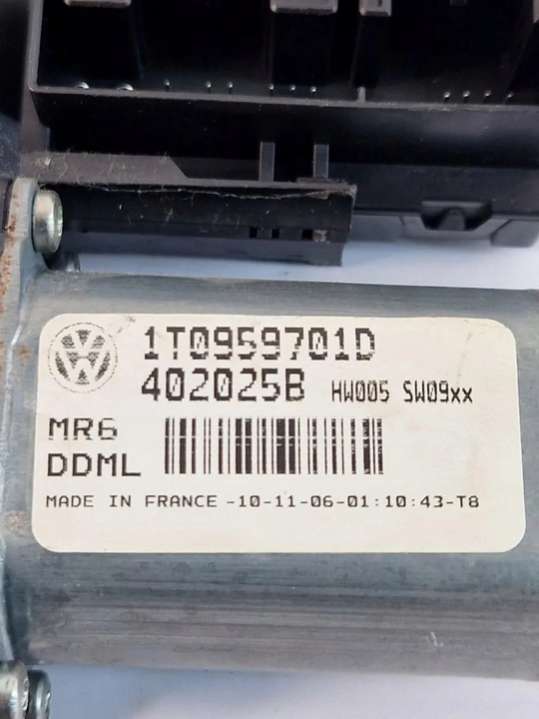 1T0959701D
402025B HW005 SW09xx
MR6
DDML
MADE IN FRANCE -10-11-06-01:10:43-T8